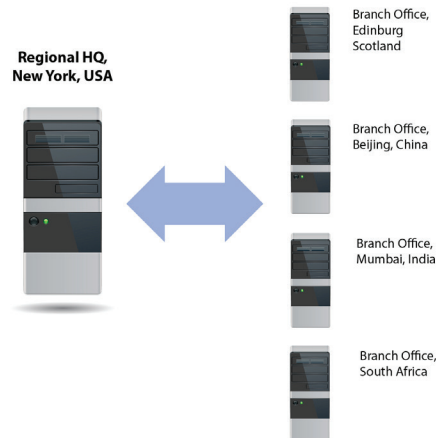 Regional HQ,
New York, USA
Branch Office,
Edinburg
Scotland
Branch Office,
Beijing, China
Branch Office,
Mumbai, India
Branch Office,
South Africa